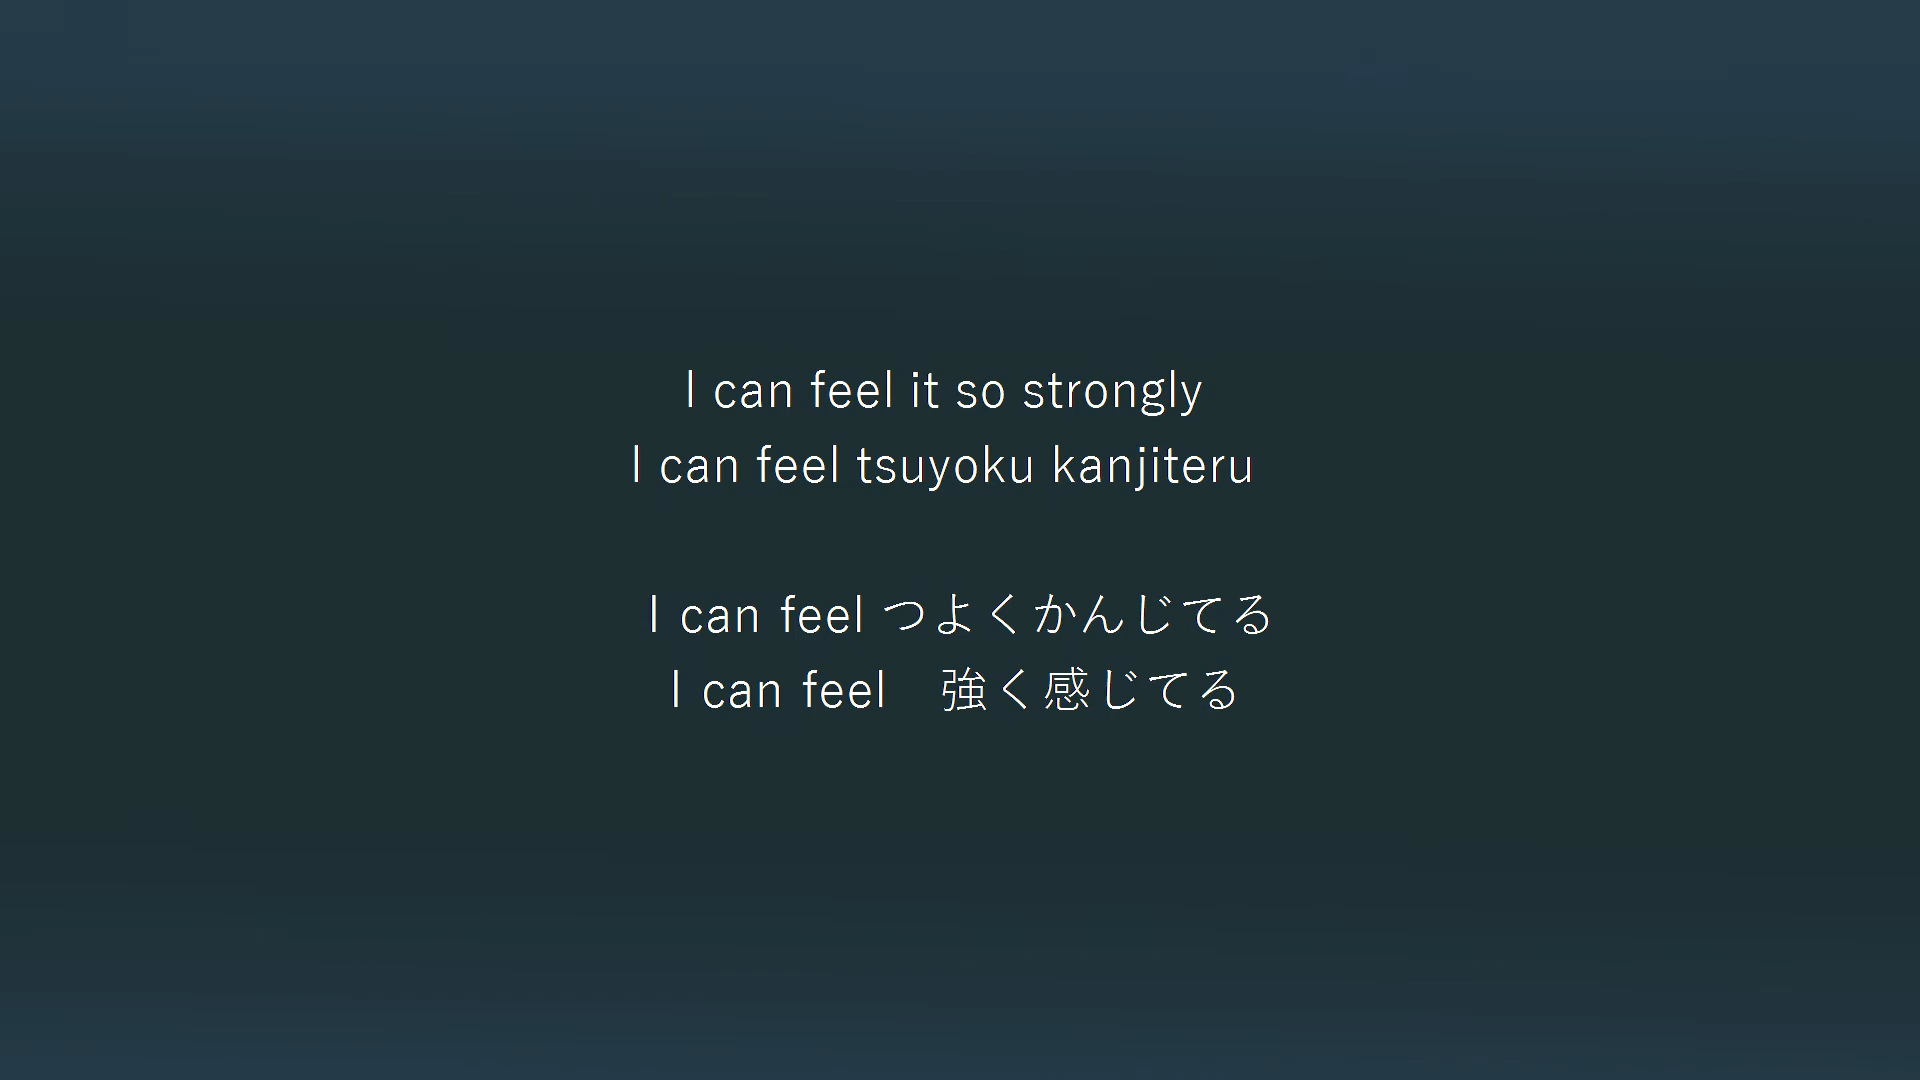 I can feel it so strongly
I can feel tsuyoku kanjiteru
I can feel つよくかんじてる
I can feel　強く感じてる